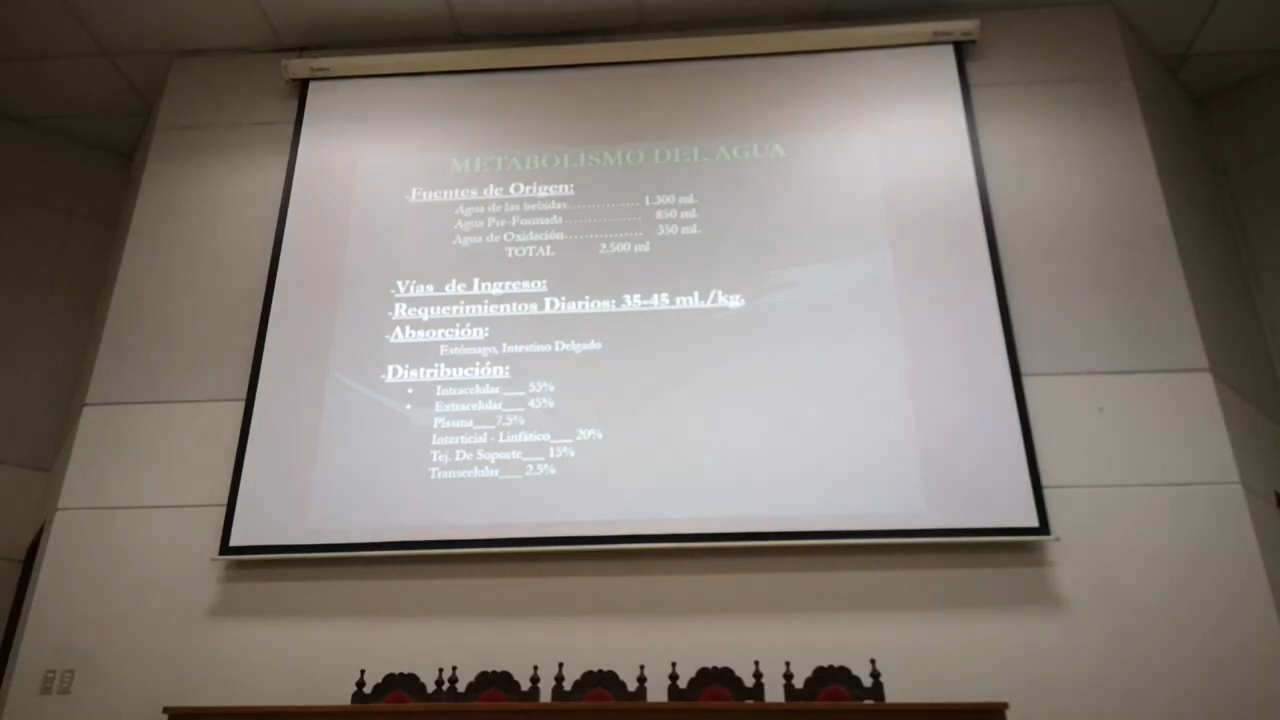 METABOLISMO DEL AGUA
-Fuentes de Origen:
Agua de las bebidas.............. 1.300 ml.
Agua Pre-Formada............... 850 ml.
Agua de Oxidación............... 350 ml.
TOTAL 2.500 ml
-Vías de Ingreso:
-Requerimientos Diarios: 35-45 ml./kg.
-Absorción:
Estómago, Intestino Delgado
-Distribución:
• Intracelular___ 55%
• Extracelular___ 45%
Plasma___7.5%
Interticial - Linfático___ 20%
Tej. De Soporte___ 15%
Transcelular___ 2.5%